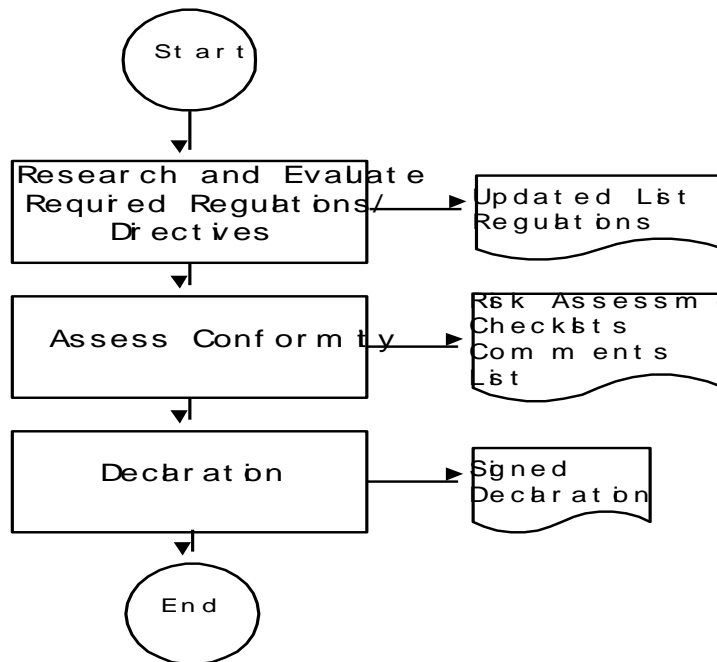 Start
Research and Evaluate
Required Regulations/
Directives
Updated List
Regulations
Assess Conformity
Risk Assessm
Checklists
Comments
List
Declaration
Signed
Declaration
End